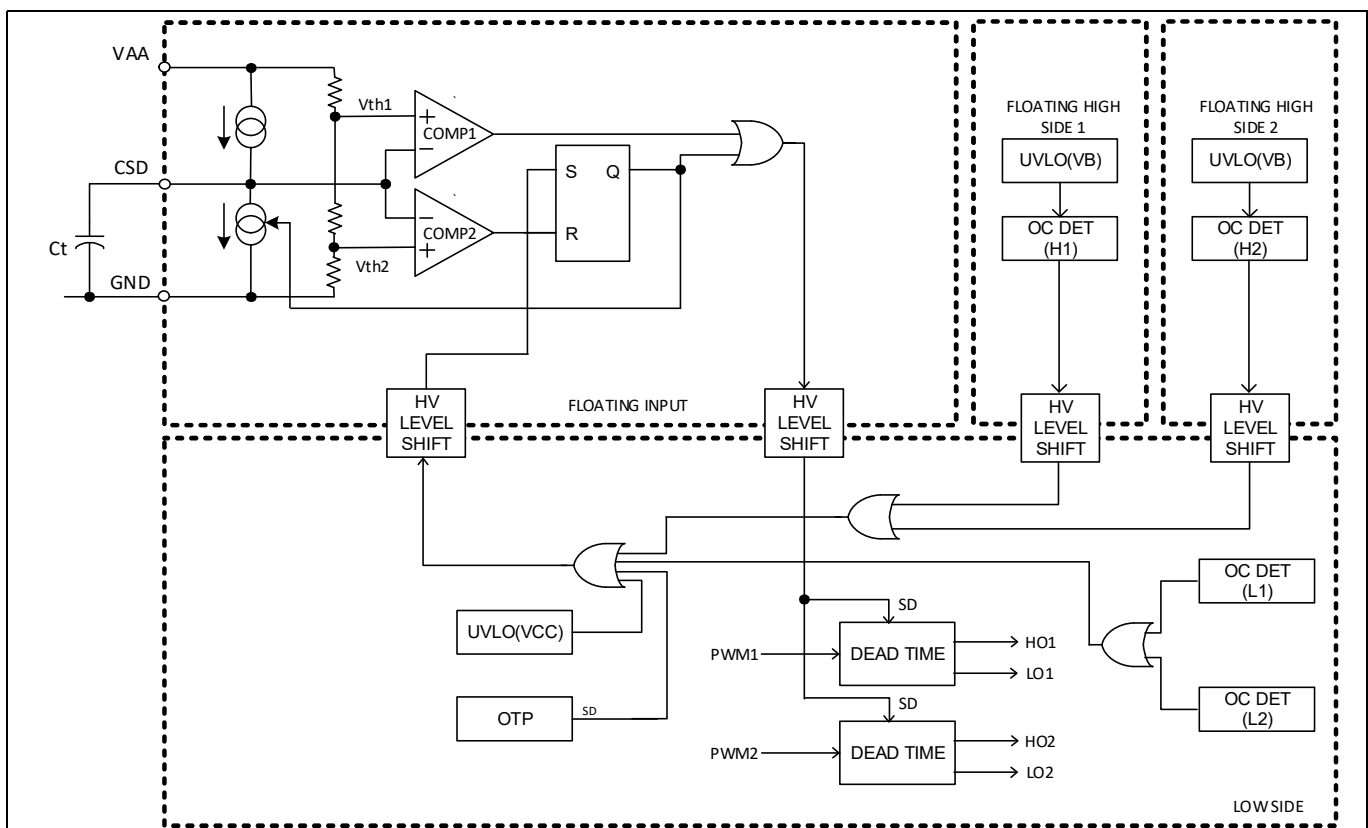 VAA
CSD
Ct
GND
Vth1
COMP1
+
−
COMP2
−
+
Vth2
S
Q
R
HV
LEVEL
SHIFT
FLOATING INPUT
HV
LEVEL
SHIFT
FLOATING HIGH
SIDE 1
UVLO(VB)
OC DET
(H1)
HV
LEVEL
SHIFT
FLOATING HIGH
SIDE 2
UVLO(VB)
OC DET
(H2)
HV
LEVEL
SHIFT
UVLO(VCC)
OTP
SD
SD
PWM1
DEAD TIME
HO1
LO1
SD
PWM2
DEAD TIME
HO2
LO2
OC DET
(L1)
OC DET
(L2)
LOW SIDE